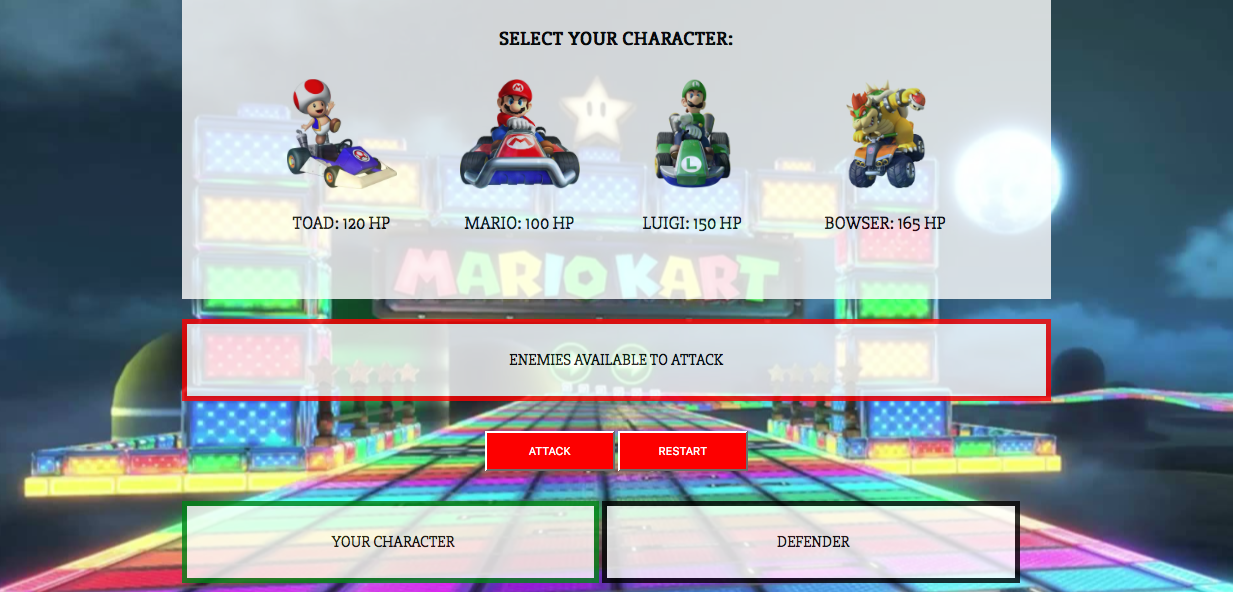 SELECT YOUR CHARACTER:
M
M
L
TOAD: 120 HP
MARIO: 100 HP
LUIGI: 150 HP
BOWSER: 165 HP
MARIO KART
ENEMIES AVAILABLE TO ATTACK
ATTACK
RESTART
YOUR CHARACTER
DEFENDER